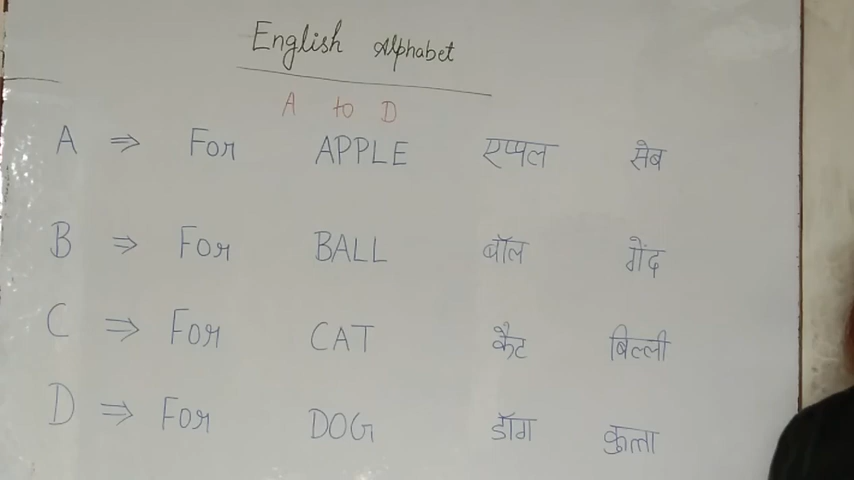 English Alphabet
A to D
A ⇒ For APPLE एप्पल सेब
B ⇒ For BALL बॉल गेंद
C ⇒ For CAT कैट बिल्ली
D ⇒ For DOG डॉग कुत्ता